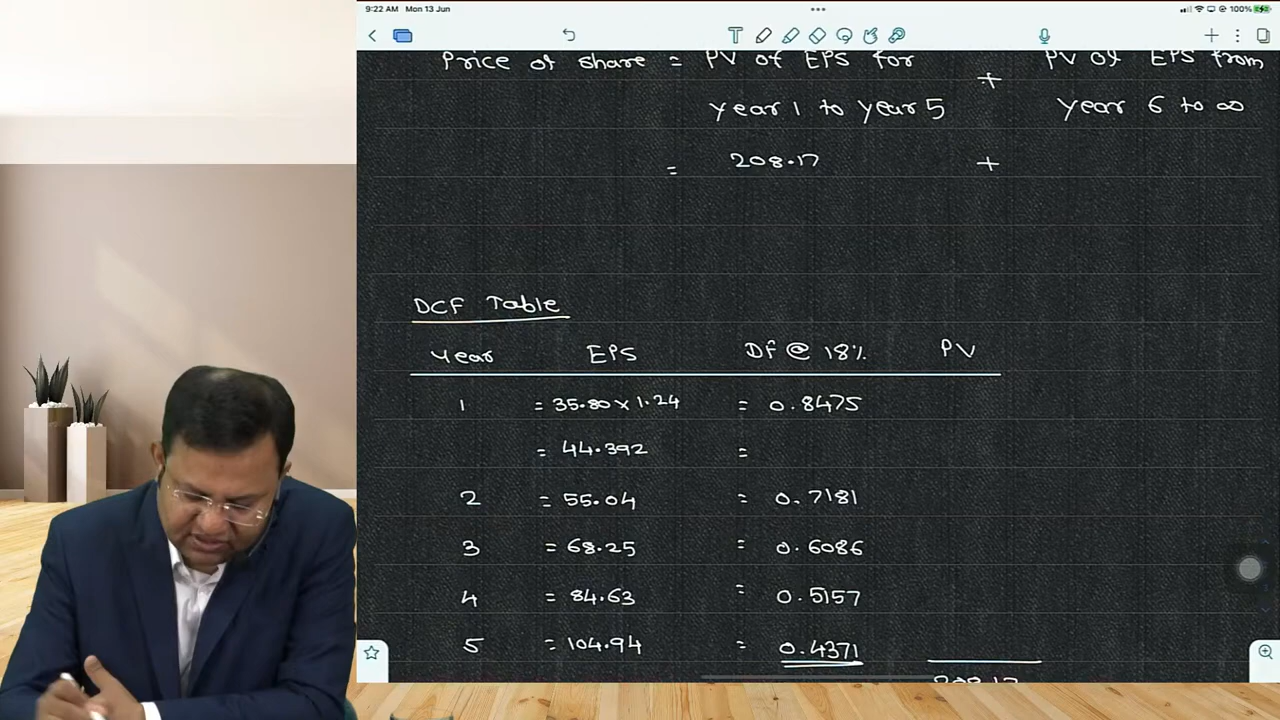 9:22 AM Mon 13 Jun
100%
T
Price of share = PV of EPS for + PV of EPS from
Year 1 to Year 5 Year 6 to ∞
= 208.17 +
DCF Table
Year EPS Df @ 18% PV
1 = 35.80 × 1.24 = 0.8475
= 44.392 =
2 = 55.04 = 0.7181
3 = 68.25 = 0.6086
4 = 84.63 = 0.5157
5 = 104.94 = 0.4371
208.17